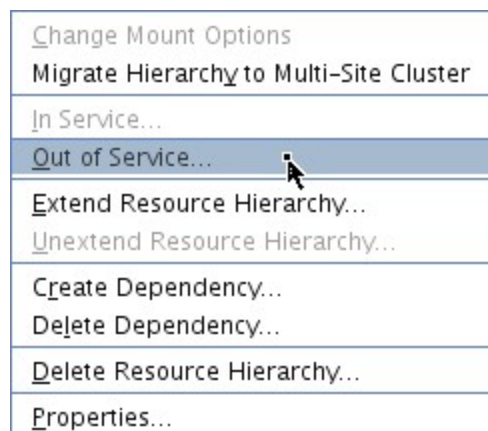 Change Mount Options
Migrate Hierarchy to Multi-Site Cluster
In Service...
Out of Service...
Extend Resource Hierarchy...
Unextend Resource Hierarchy...
Create Dependency...
Delete Dependency...
Delete Resource Hierarchy...
Properties...